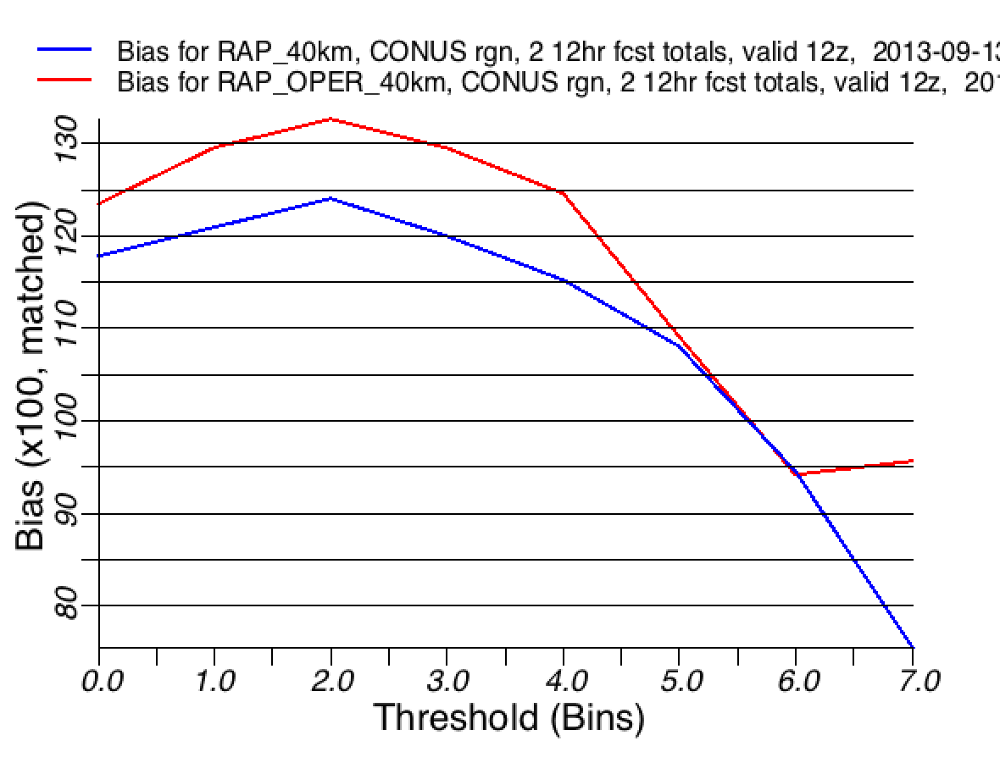 Bias for RAP_40km, CONUS rgn, 2 12hr fcst totals, valid 12z, 2013-09-13
Bias for RAP_OPER_40km, CONUS rgn, 2 12hr fcst totals, valid 12z, 201
130
120
110
100
90
80
Bias (x100, matched)
0.0 1.0 2.0 3.0 4.0 5.0 6.0 7.0
Threshold (Bins)